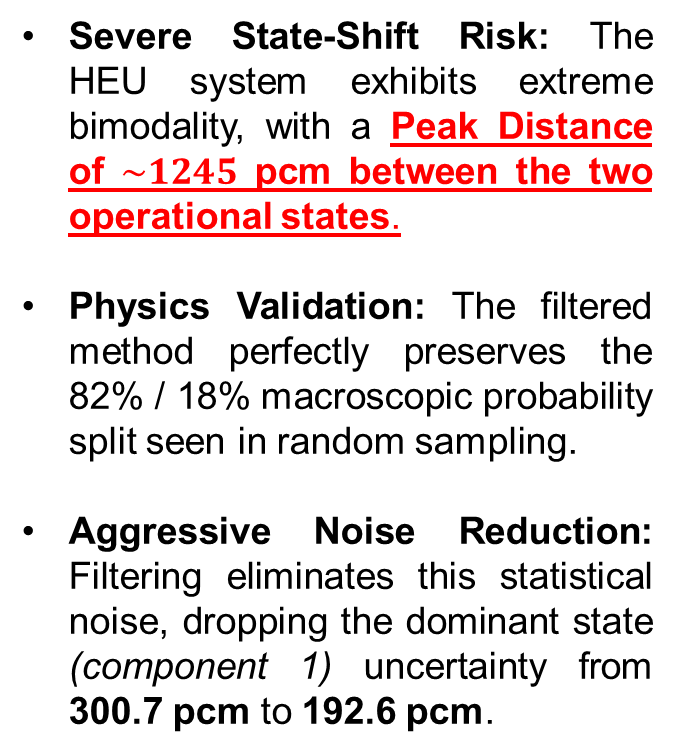 • Severe State-Shift Risk: The
HEU system exhibits extreme
bimodality, with a Peak Distance
of ~1245 pcm between the two
operational states.
• Physics Validation: The filtered
method perfectly preserves the
82% / 18% macroscopic probability
split seen in random sampling.
• Aggressive Noise Reduction:
Filtering eliminates this statistical
noise, dropping the dominant state
(component 1) uncertainty from
300.7 pcm to 192.6 pcm.